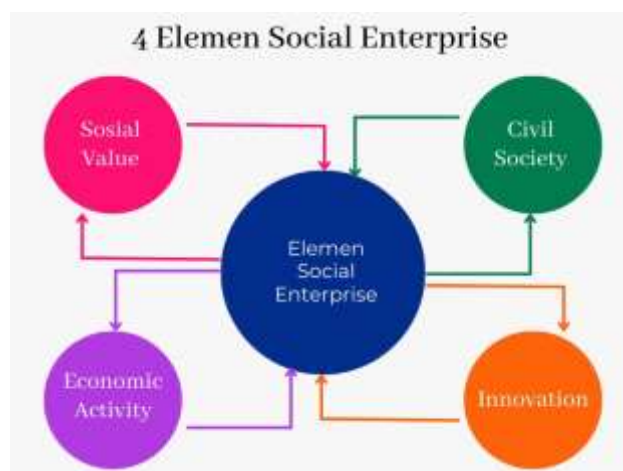 4 Elemen Social Enterprise
Sosial
Value
Civil
Society
Elemen
Social
Enterprise
Economic
Activity
Innovation